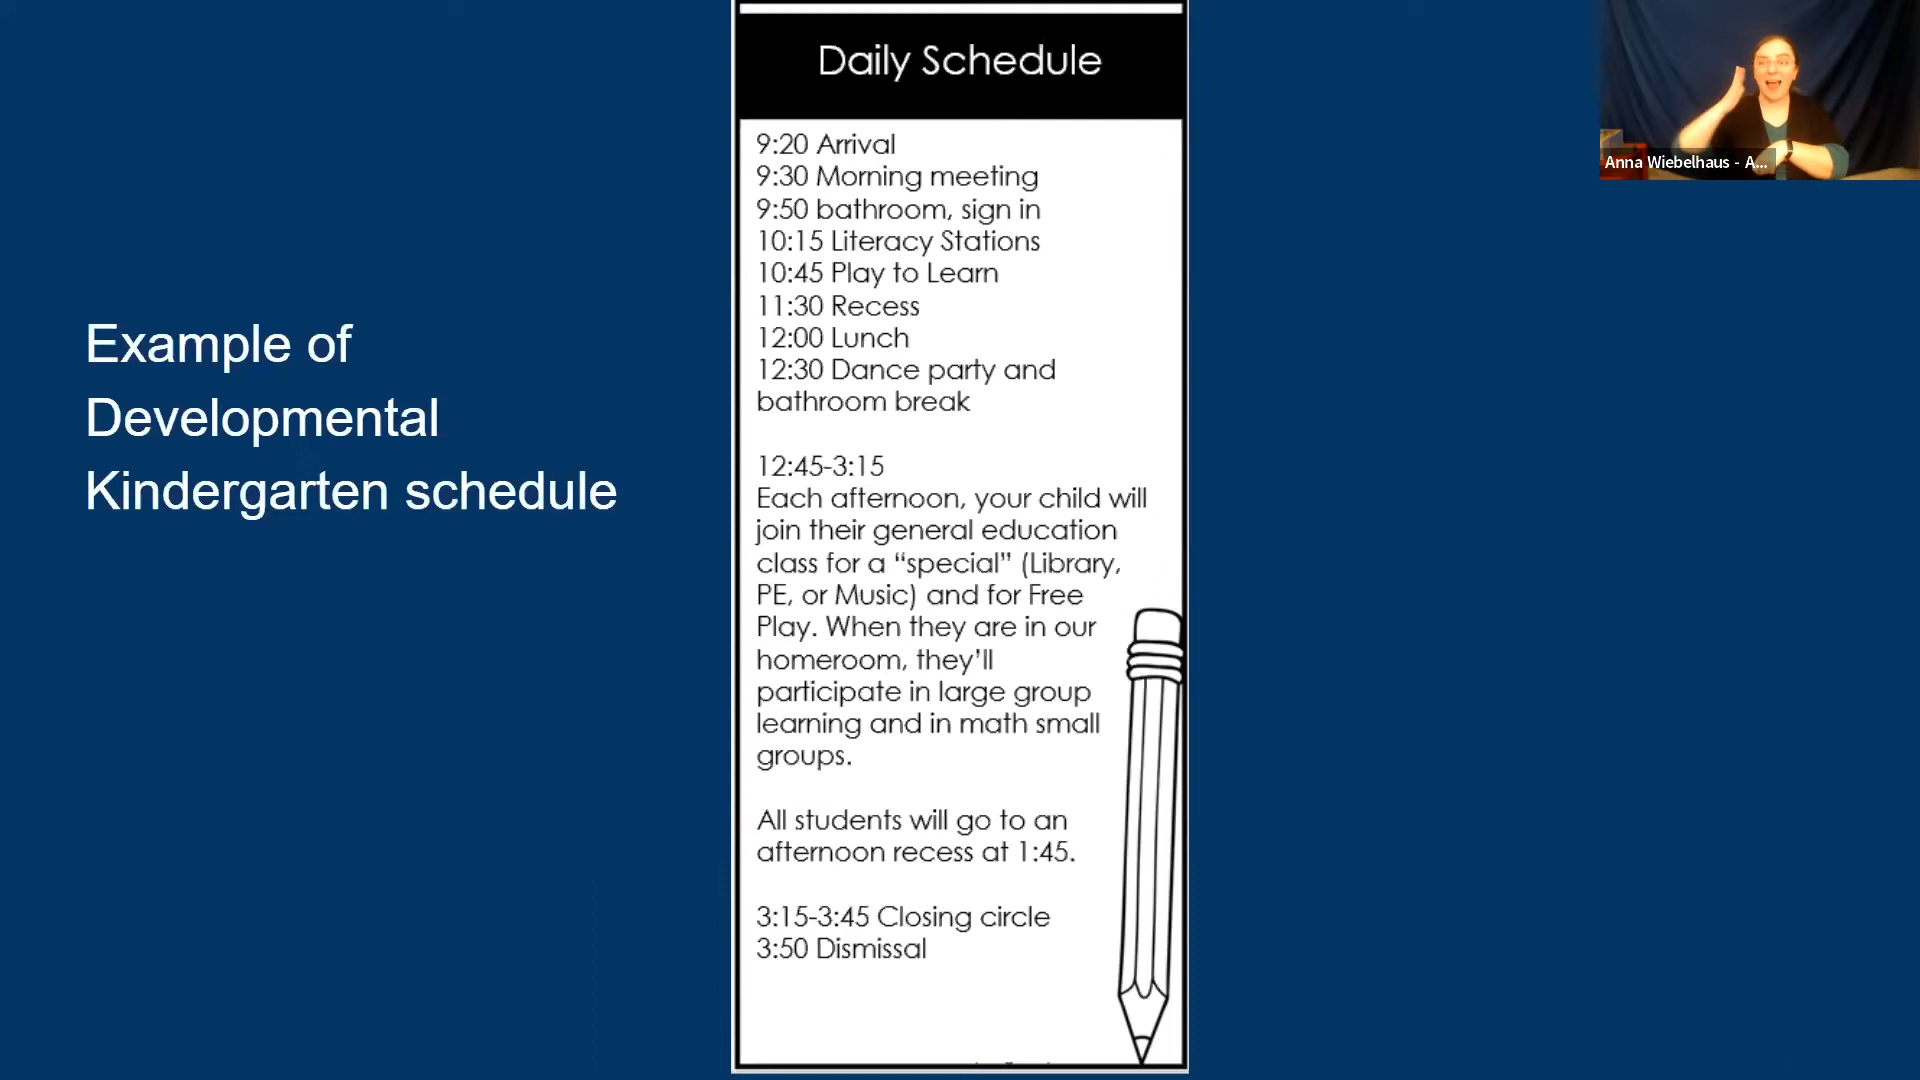 Daily Schedule
9:20 Arrival
9:30 Morning meeting
9:50 bathroom, sign in
10:15 Literacy Stations
10:45 Play to Learn
11:30 Recess
12:00 Lunch
12:30 Dance party and
bathroom break
12:45-3:15
Each afternoon, your child will
join their general education
class for a “special” (Library,
PE, or Music) and for Free
Play. When they are in our
homeroom, they’ll
participate in large group
learning and in math small
groups.
All students will go to an
afternoon recess at 1:45.
3:15-3:45 Closing circle
3:50 Dismissal
Example of
Developmental
Kindergarten schedule
Anna Wiebelhaus - A...